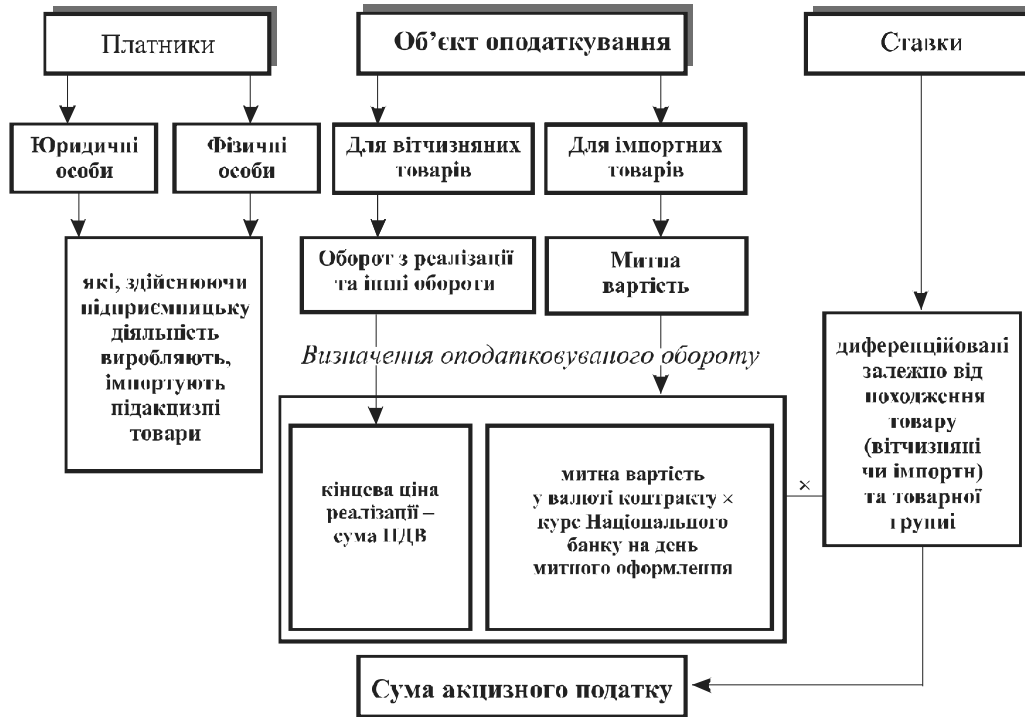 Платники
Об’єкт оподаткування
Ставки
Юридичні
особи
Фізичні
особи
Для вітчизняних
товарів
Для імпортних
товарів
які, здійснюючи
підприємницьку
діяльність
виробляють,
імпортують
підакцизні
товари
Оборот з реалізації
та інші обороти
Митна
вартість
Визначення оподатковуваного обороту
диференційовані
залежно від
походження
товару
(вітчизняні
чи імпортн)
та товарної
групиі
кінцева ціна
реалізації –
сума ПДВ
митна вартість
у валюті контракту ×
курс Національного
банку на день
митного оформлення
×
Сума акцизного податку